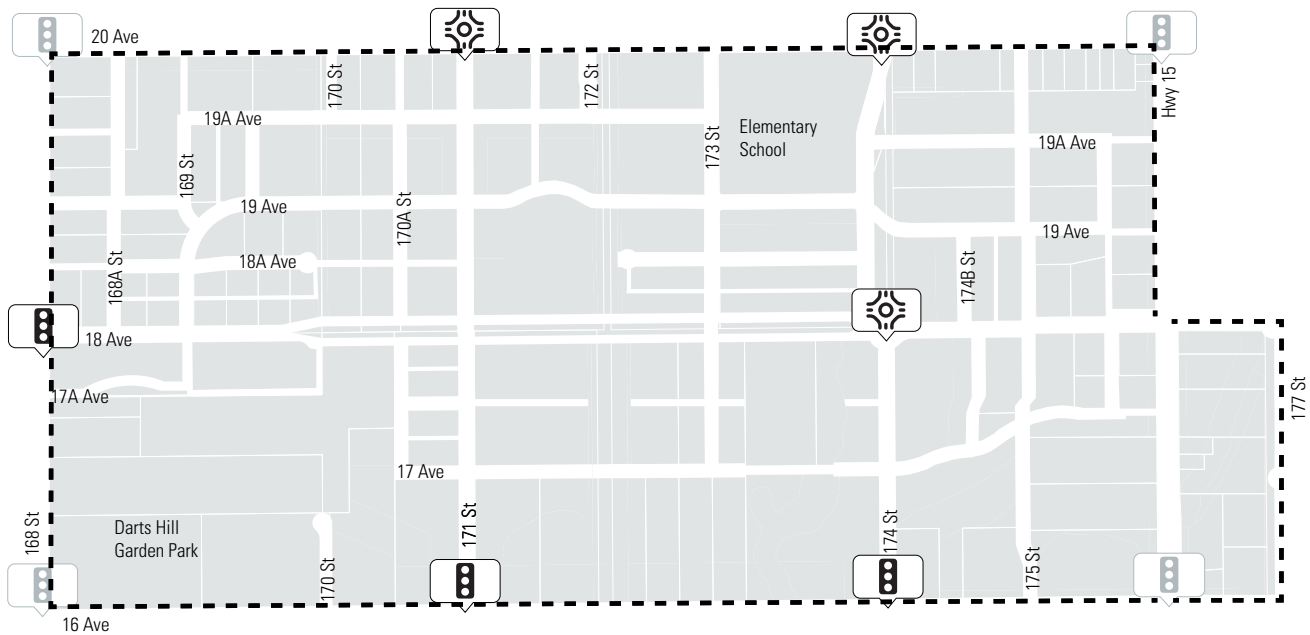 20 Ave
170 St
172 St
Hwy 15
19A Ave
173 St
Elementary
School
19A Ave
169 St
19 Ave
170A St
19 Ave
18A Ave
168A St
174B St
18 Ave
17A Ave
177 St
17 Ave
168 St
Darts Hill
Garden Park
171 St
174 St
170 St
175 St
16 Ave